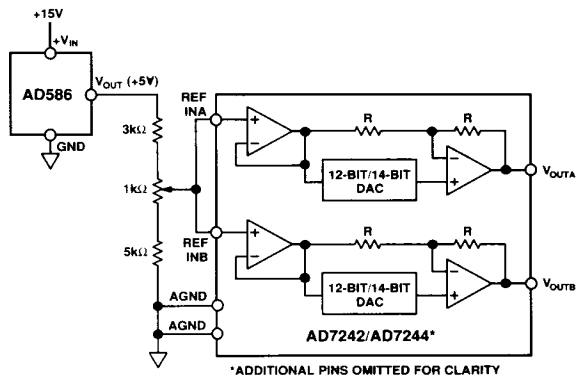 +15V
+VIN
AD586
VOUT (+5V)
GND
3kΩ
1kΩ
5kΩ
REF
INA
REF
INB
AGND
AGND
+
−
R
R
−
+
12-BIT/14-BIT
DAC
VOUTA
+
−
R
R
−
+
12-BIT/14-BIT
DAC
VOUTB
AD7242/AD7244*
*ADDITIONAL PINS OMITTED FOR CLARITY